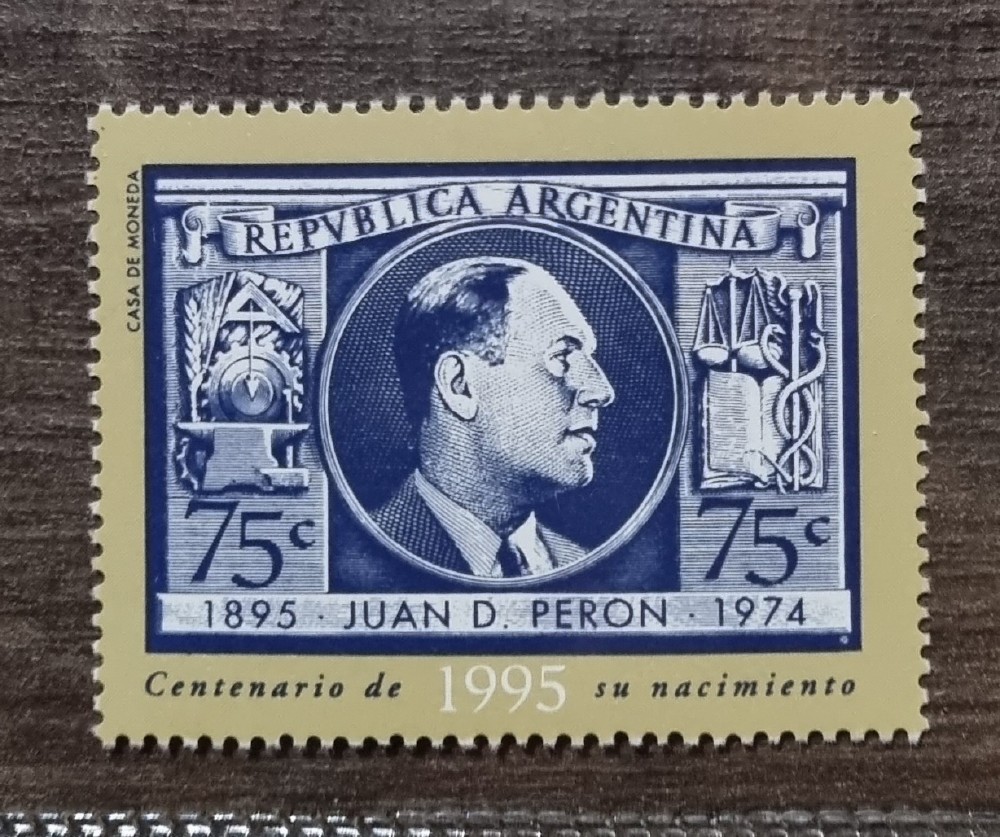 REPVBLICA ARGENTINA
CASA DE MONEDA
75c 75c
1895 · JUAN D. PERON · 1974
Centenario de 1995 su nacimiento